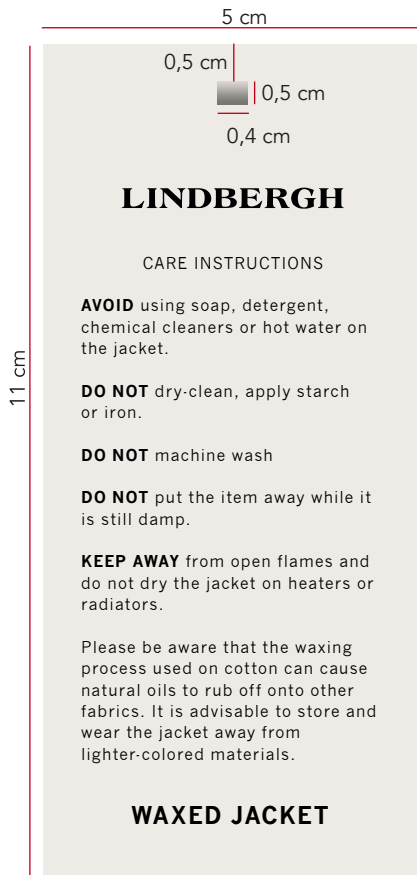 5 cm
0,5 cm
0,5 cm
0,4 cm
11 cm
LINDBERGH
CARE INSTRUCTIONS
AVOID using soap, detergent,
chemical cleaners or hot water on
the jacket.
DO NOT dry-clean, apply starch
or iron.
DO NOT machine wash
DO NOT put the item away while it
is still damp.
KEEP AWAY from open flames and
do not dry the jacket on heaters or
radiators.
Please be aware that the waxing
process used on cotton can cause
natural oils to rub off onto other
fabrics. It is advisable to store and
wear the jacket away from
lighter-colored materials.
WAXED JACKET